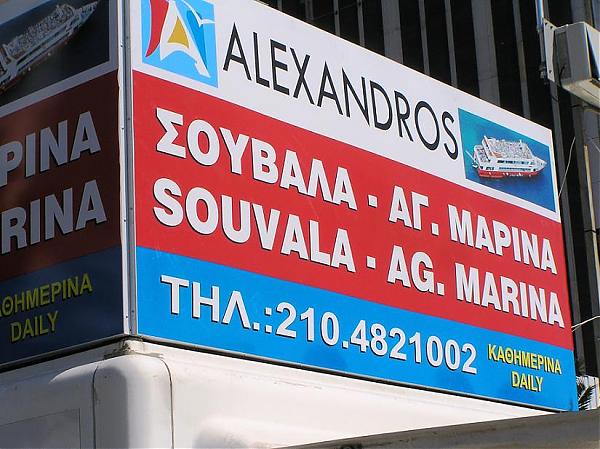 ALEXANDROS
ΣΟΥΒΑΛΑ · ΑΓ. ΜΑΡΙΝΑ
SOUVALA · AG. MARINA
ΤΗΛ.:210.4821002
ΚΑΘΗΜΕΡΙΝΑ
DAILY
ΡΙΝΑ
RINA
ΚΑΘΗΜΕΡΙΝΑ
DAILY